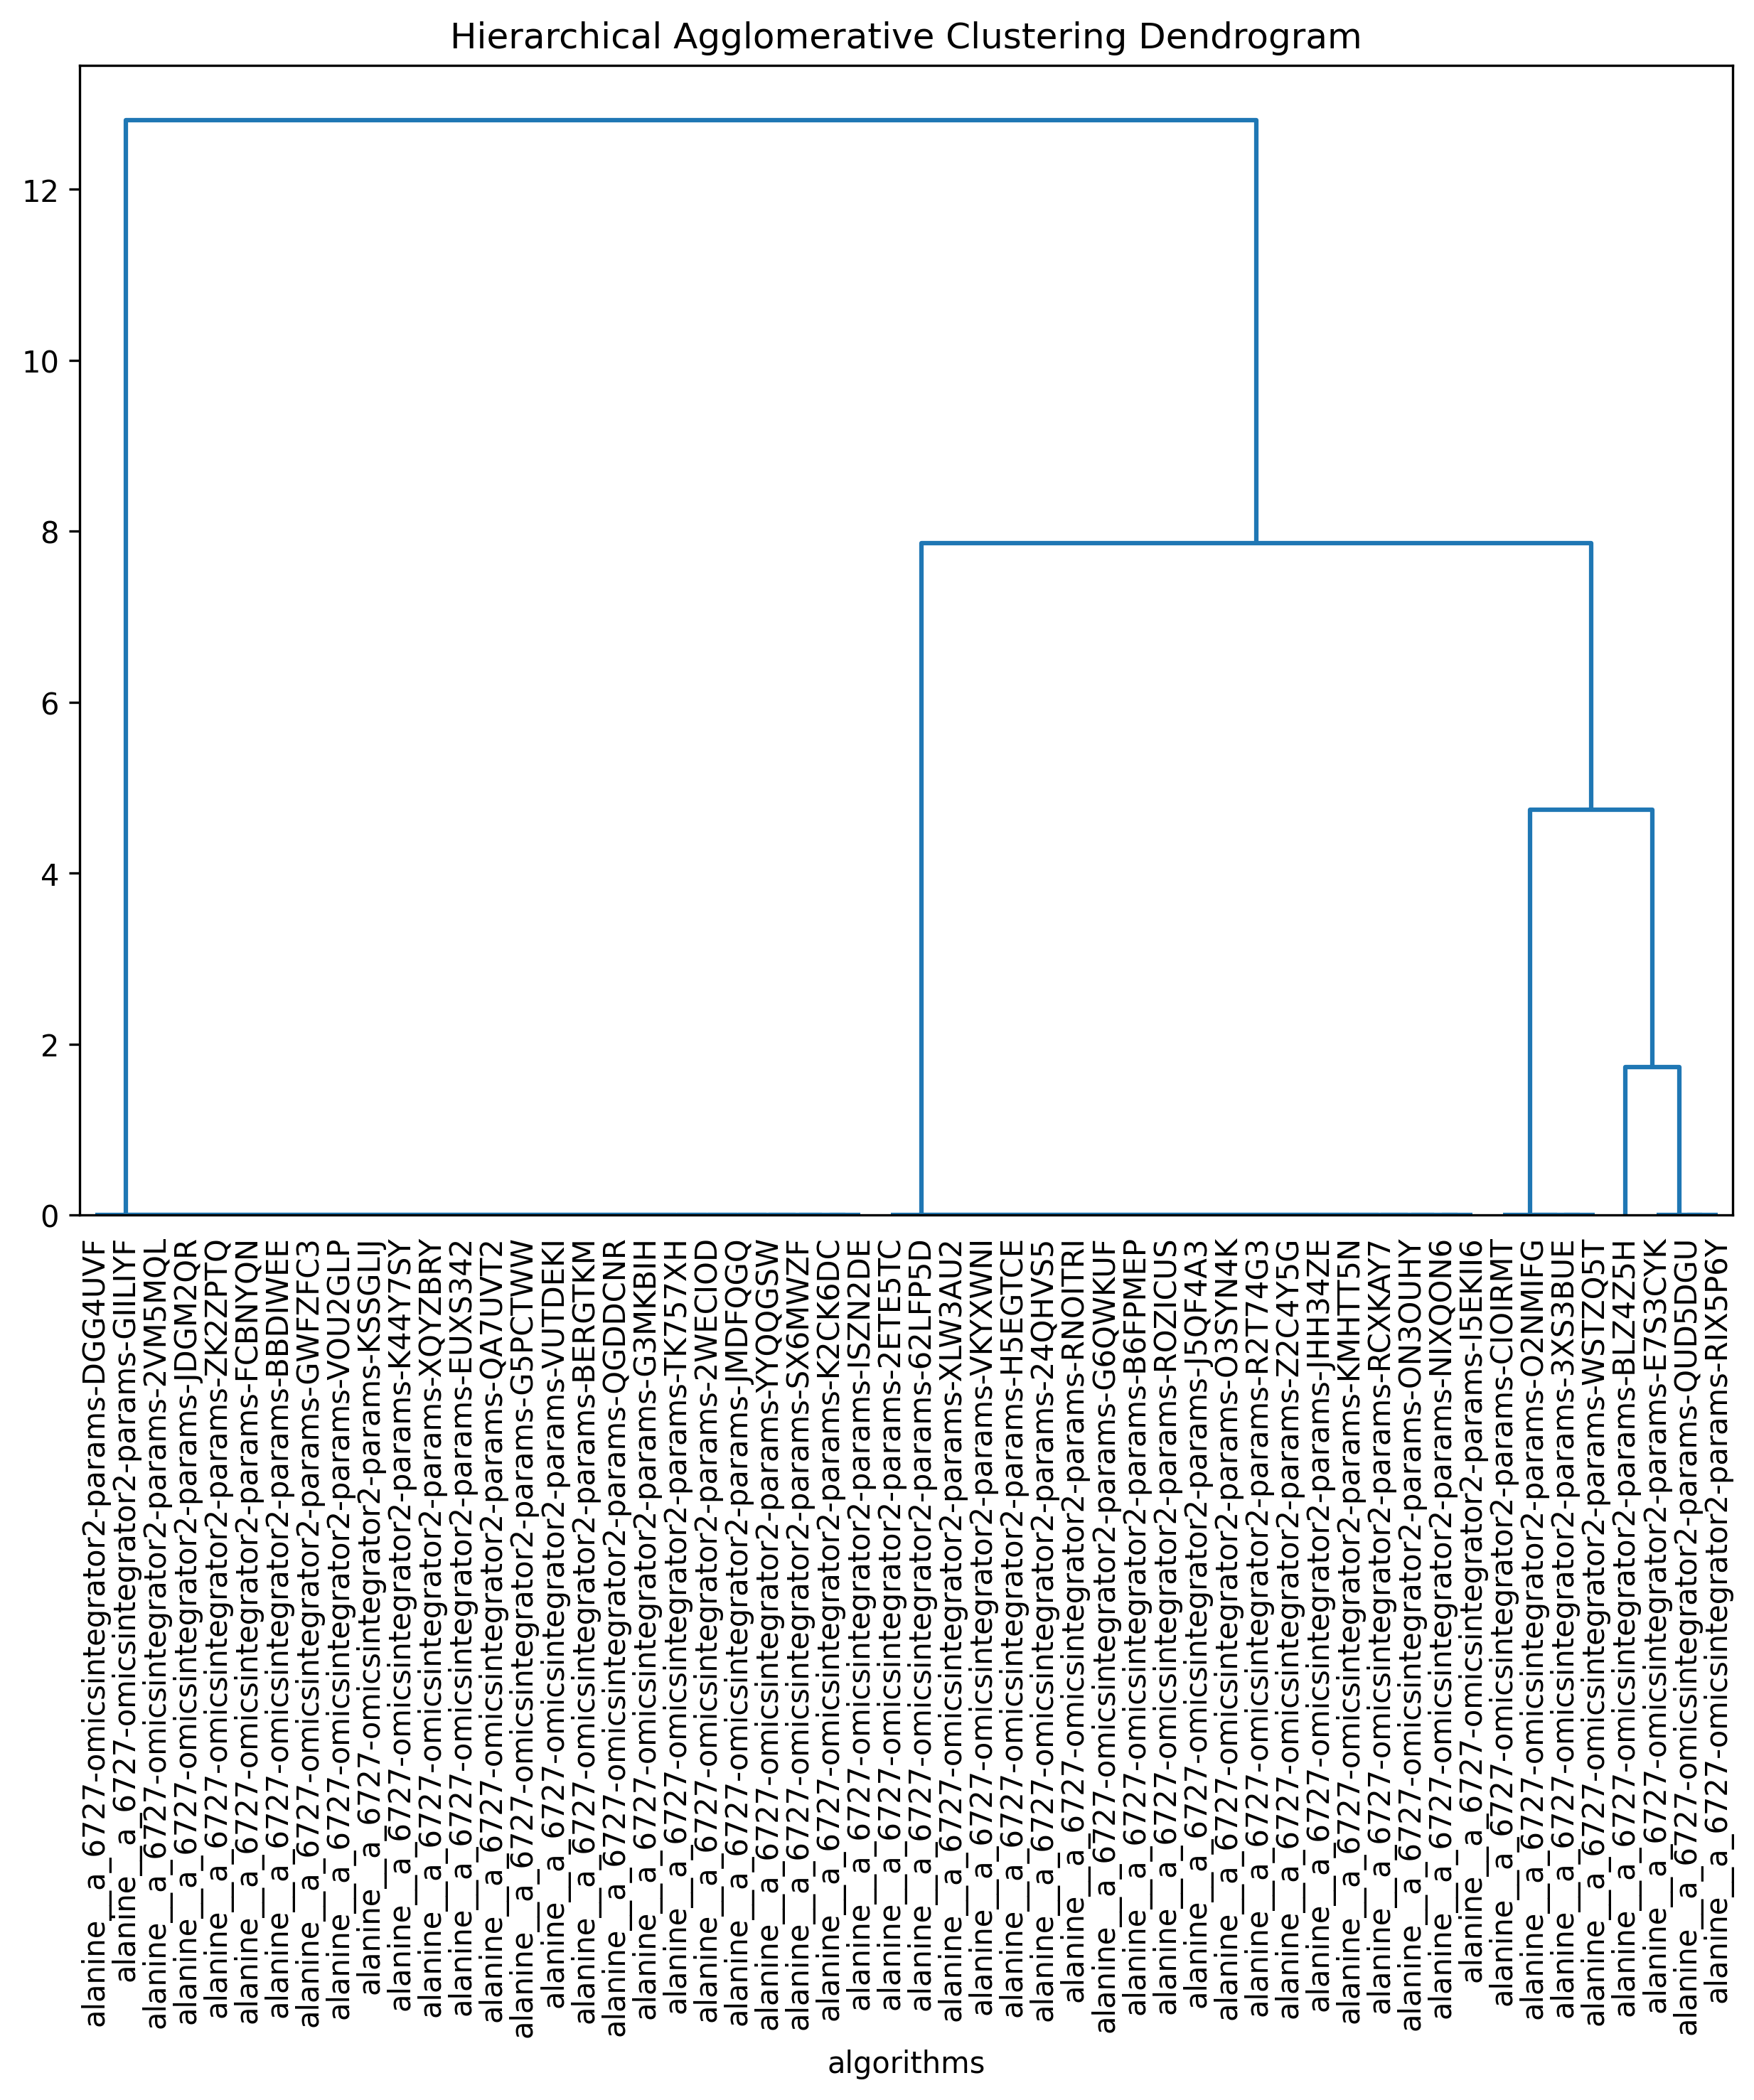 Hierarchical Agglomerative Clustering Dendrogram
12
10
8
6
4
2
0
alanine__a_6727-omicsintegrator2-params-DGG4UVF
alanine__a_6727-omicsintegrator2-params-GIILIYF
alanine__a_6727-omicsintegrator2-params-2VM5MQL
alanine__a_6727-omicsintegrator2-params-JDGM2QR
alanine__a_6727-omicsintegrator2-params-ZK2ZPTQ
alanine__a_6727-omicsintegrator2-params-FCBNYQN
alanine__a_6727-omicsintegrator2-params-BBDIWEE
alanine__a_6727-omicsintegrator2-params-GWFZFC3
alanine__a_6727-omicsintegrator2-params-VOU2GLP
alanine__a_6727-omicsintegrator2-params-KSSGLIJ
alanine__a_6727-omicsintegrator2-params-K44Y7SY
alanine__a_6727-omicsintegrator2-params-XQYZBRY
alanine__a_6727-omicsintegrator2-params-EUXS342
alanine__a_6727-omicsintegrator2-params-QA7UVT2
alanine__a_6727-omicsintegrator2-params-G5PCTWW
alanine__a_6727-omicsintegrator2-params-VUTDEKI
alanine__a_6727-omicsintegrator2-params-BERGTKM
alanine__a_6727-omicsintegrator2-params-QGDDCNR
alanine__a_6727-omicsintegrator2-params-G3MKBIH
alanine__a_6727-omicsintegrator2-params-TK757XH
alanine__a_6727-omicsintegrator2-params-2WECIOD
alanine__a_6727-omicsintegrator2-params-JMDFQGQ
alanine__a_6727-omicsintegrator2-params-YYQQGSW
alanine__a_6727-omicsintegrator2-params-SX6MWZF
alanine__a_6727-omicsintegrator2-params-K2CK6DC
alanine__a_6727-omicsintegrator2-params-ISZN2DE
alanine__a_6727-omicsintegrator2-params-2ETE5TC
alanine__a_6727-omicsintegrator2-params-62LFP5D
alanine__a_6727-omicsintegrator2-params-XLW3AU2
alanine__a_6727-omicsintegrator2-params-VKYXWNI
alanine__a_6727-omicsintegrator2-params-H5EGTCE
alanine__a_6727-omicsintegrator2-params-24QHVS5
alanine__a_6727-omicsintegrator2-params-RNOITRI
alanine__a_6727-omicsintegrator2-params-G6QWKUF
alanine__a_6727-omicsintegrator2-params-B6FPMEP
alanine__a_6727-omicsintegrator2-params-ROZICUS
alanine__a_6727-omicsintegrator2-params-J5QF4A3
alanine__a_6727-omicsintegrator2-params-O3SYN4K
alanine__a_6727-omicsintegrator2-params-R2T74G3
alanine__a_6727-omicsintegrator2-params-Z2C4Y5G
alanine__a_6727-omicsintegrator2-params-JHH34ZE
alanine__a_6727-omicsintegrator2-params-KMHTT5N
alanine__a_6727-omicsintegrator2-params-RCXKAY7
alanine__a_6727-omicsintegrator2-params-ON3OUHY
alanine__a_6727-omicsintegrator2-params-NIXQON6
alanine__a_6727-omicsintegrator2-params-I5EKII6
alanine__a_6727-omicsintegrator2-params-CIOIRMT
alanine__a_6727-omicsintegrator2-params-O2NMIFG
alanine__a_6727-omicsintegrator2-params-3XS3BUE
alanine__a_6727-omicsintegrator2-params-WSTZQ5T
alanine__a_6727-omicsintegrator2-params-BLZ4Z5H
alanine__a_6727-omicsintegrator2-params-E7S3CYK
alanine__a_6727-omicsintegrator2-params-QUD5DGU
alanine__a_6727-omicsintegrator2-params-RIX5P6Y
algorithms